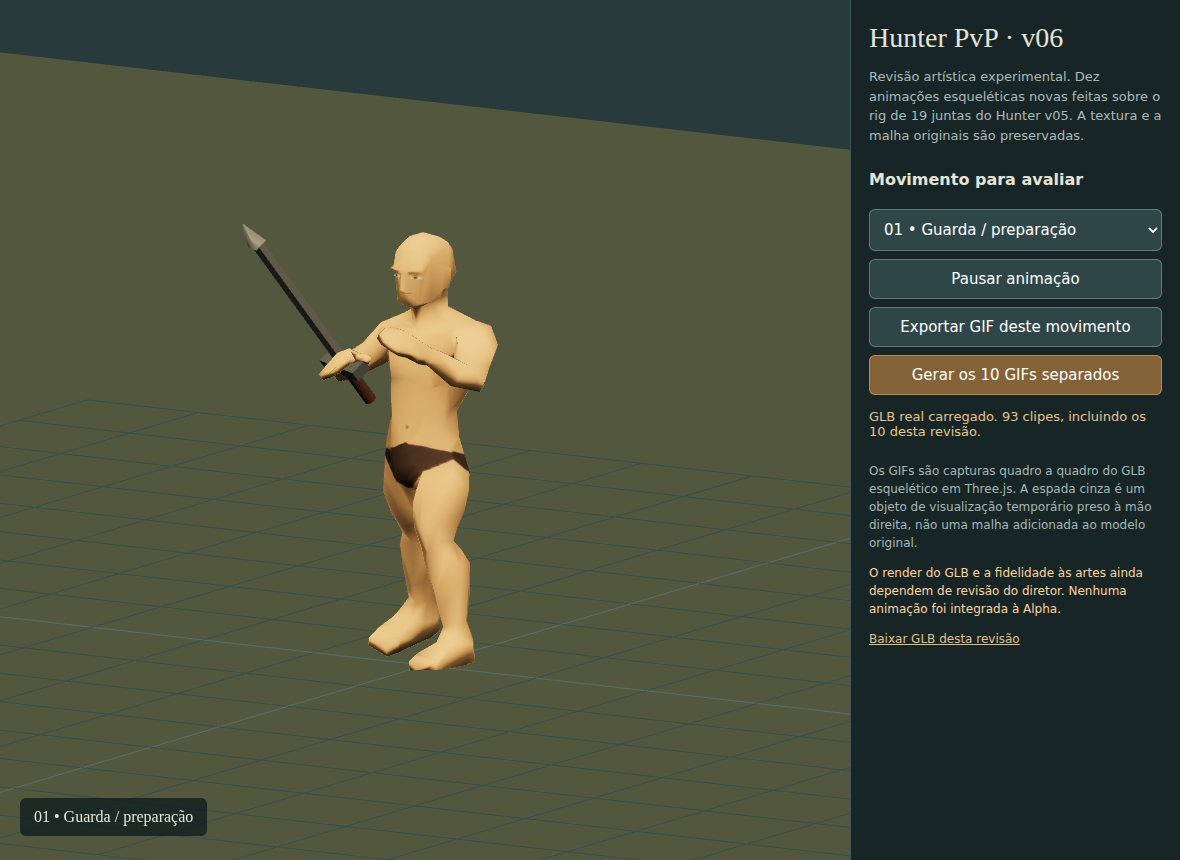 Hunter PvP · v06
Revisão artística experimental. Dez
animações esqueléticas novas feitas sobre o
rig de 19 juntas do Hunter v05. A textura e a
malha originais são preservadas.
Movimento para avaliar
01 • Guarda / preparação
Pausar animação
Exportar GIF deste movimento
Gerar os 10 GIFs separados
GLB real carregado. 93 clipes, incluindo os
10 desta revisão.
Os GIFs são capturas quadro a quadro do GLB
esquelético em Three.js. A espada cinza é um
objeto de visualização temporário preso à mão
direita, não uma malha adicionada ao modelo
original.
O render do GLB e a fidelidade às artes ainda
dependem de revisão do diretor. Nenhuma
animação foi integrada à Alpha.
Baixar GLB desta revisão
01 • Guarda / preparação